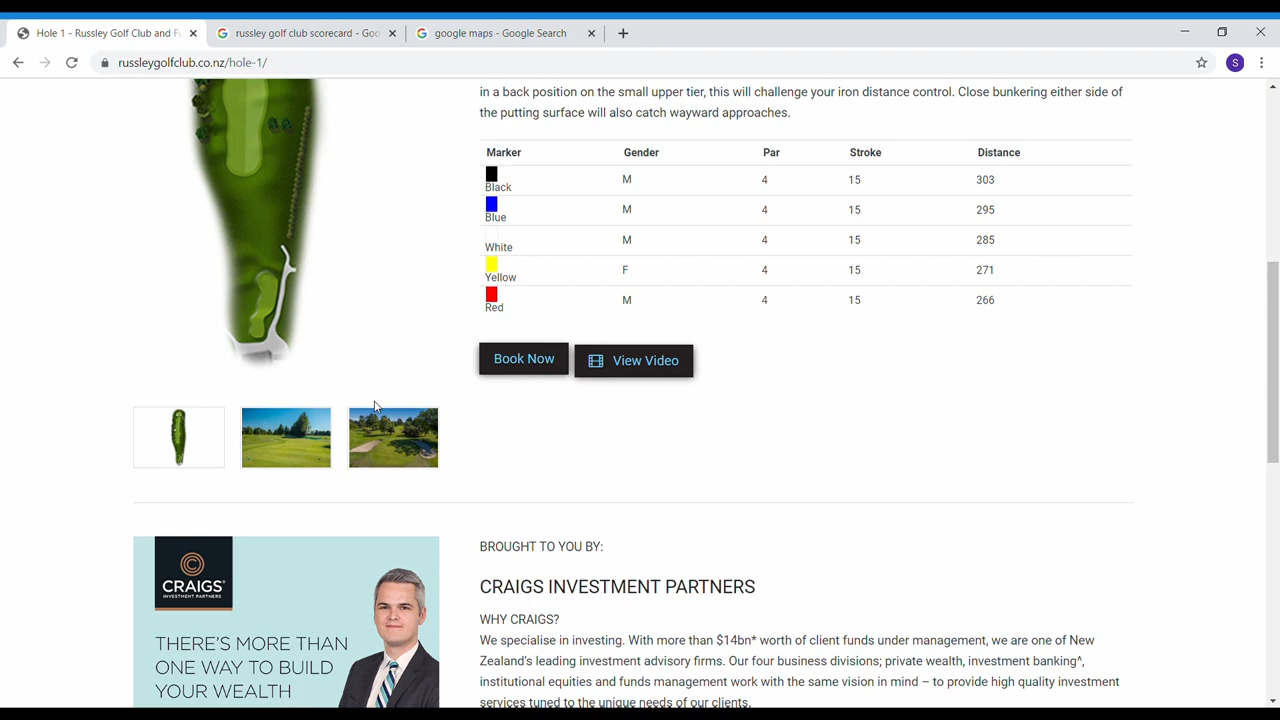 Hole 1 - Russley Golf Club and Fu
russley golf club scorecard - Goo
google maps - Google Search
russleygolfclub.co.nz/hole-1/
S
in a back position on the small upper tier, this will challenge your iron distance control. Close bunkering either side of
the putting surface will also catch wayward approaches.
Marker Gender Par Stroke Distance
Black M 4 15 303
Blue M 4 15 295
White M 4 15 285
Yellow F 4 15 271
Red M 4 15 266
Book Now View Video
CRAIGS
INVESTMENT PARTNERS
THERE'S MORE THAN
ONE WAY TO BUILD
YOUR WEALTH
BROUGHT TO YOU BY:
CRAIGS INVESTMENT PARTNERS
WHY CRAIGS?
We specialise in investing. With more than $14bn* worth of client funds under management, we are one of New
Zealand's leading investment advisory firms. Our four business divisions; private wealth, investment banking^,
institutional equities and funds management work with the same vision in mind – to provide high quality investment
services tuned to the unique needs of our clients.